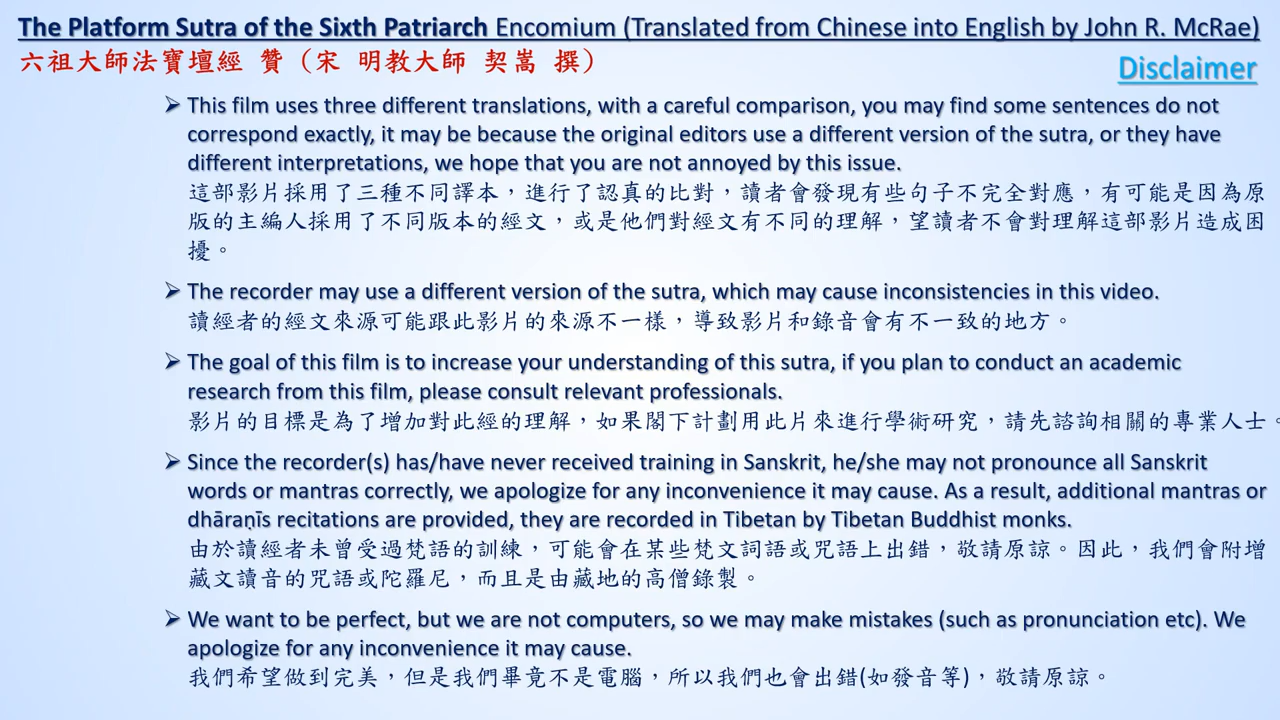 The Platform Sutra of the Sixth Patriarch Encomium (Translated from Chinese into English by John R. McRae)
六祖大師法寶壇經 贊 (宋 明教大師 契嵩 撰)
Disclaimer
➢ This film uses three different translations, with a careful comparison, you may find some sentences do not
correspond exactly, it may be because the original editors use a different version of the sutra, or they have
different interpretations, we hope that you are not annoyed by this issue.
這部影片採用了三種不同譯本，進行了認真的比對，讀者會發現有些句子不完全對應，有可能是因為原
版的主編人採用了不同版本的經文，或是他們對經文有不同的理解，望讀者不會對理解這部影片造成困
擾。
➢ The recorder may use a different version of the sutra, which may cause inconsistencies in this video.
讀經者的經文來源可能跟此影片的來源不一樣，導致影片和錄音會有不一致的地方。
➢ The goal of this film is to increase your understanding of this sutra, if you plan to conduct an academic
research from this film, please consult relevant professionals.
影片的目標是為了增加對此經的理解，如果閣下計劃用此片來進行學術研究，請先諮詢相關的專業人士。
➢ Since the recorder(s) has/have never received training in Sanskrit, he/she may not pronounce all Sanskrit
words or mantras correctly, we apologize for any inconvenience it may cause. As a result, additional mantras or
dhāraṇīs recitations are provided, they are recorded in Tibetan by Tibetan Buddhist monks.
由於讀經者未曾受過梵語的訓練，可能會在某些梵文詞語或咒語上出錯，敬請原諒。因此，我們會附增
藏文讀音的咒語或陀羅尼，而且是由藏地的高僧錄製。
➢ We want to be perfect, but we are not computers, so we may make mistakes (such as pronunciation etc). We
apologize for any inconvenience it may cause.
我們希望做到完美，但是我們畢竟不是電腦，所以我們也會出錯(如發音等)，敬請原諒。